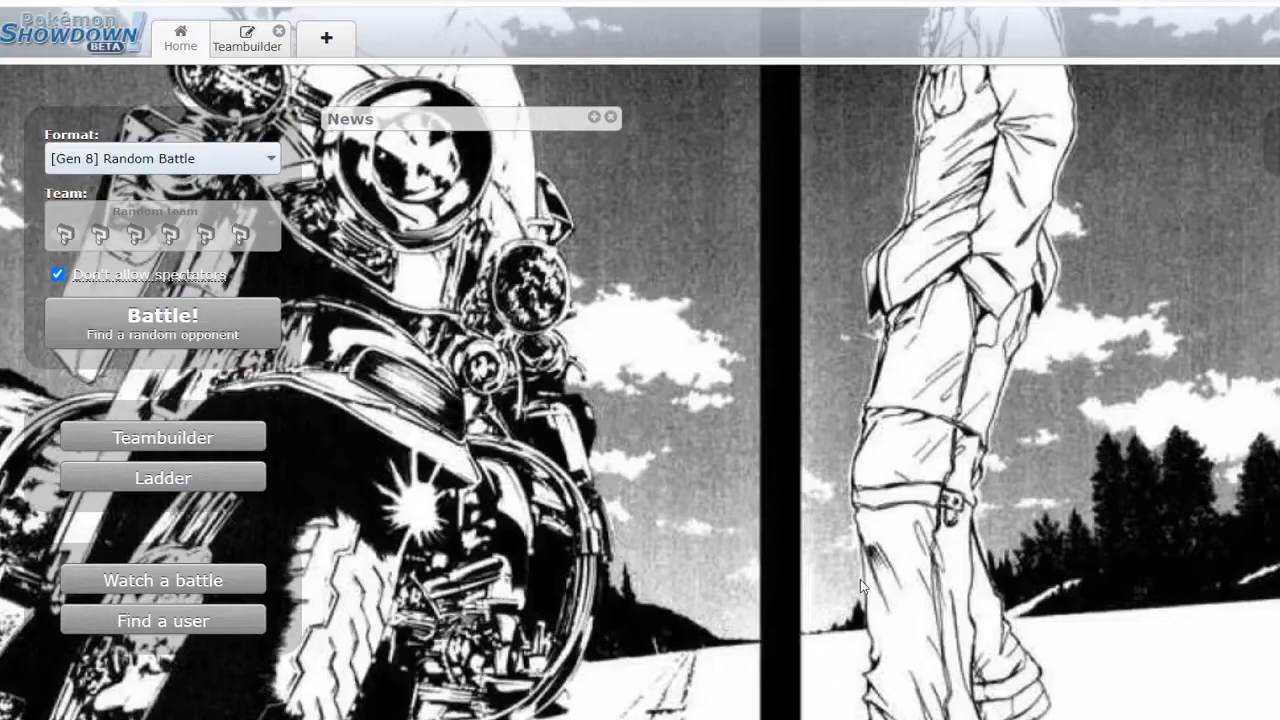 Pokémon
SHOWDOWN!
BETA
Home
Teambuilder
+
News
Format:
[Gen 8] Random Battle
Team:
Random team
Don't allow spectators
Battle!
Find a random opponent
Teambuilder
Ladder
Watch a battle
Find a user